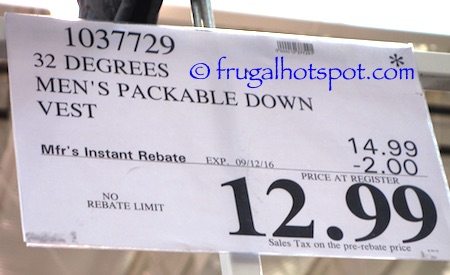 1037729
*
32 DEGREES
© frugalhotspot.com
MEN'S PACKABLE DOWN
VEST
14.99
Mfr's Instant Rebate EXP. 09/12/16 -2.00
PRICE AT REGISTER
NO
REBATE LIMIT
12.99
Sales Tax on the pre-rebate price